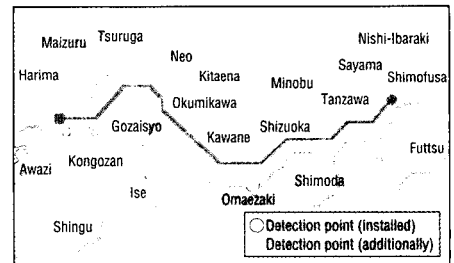 Nishi-Ibaraki
Maizuru Tsuruga
Neo Sayama
Harima Kitaena Minobu Shimofusa
Okumikawa Tanzawa
Gozaisyo Kawane Shizuoka
Futtsu
Awazi Kongozan
Ise Shimoda
Omaezaki
Shingu
Detection point (installed)
Detection point (additionally)